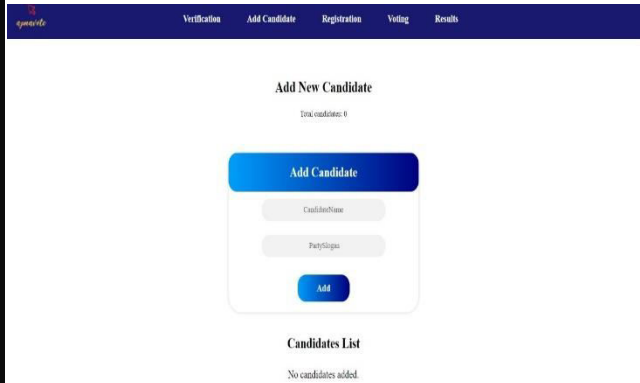 apnavote
Verification Add Candidate Registration Voting Results
Add New Candidate
Total candidates: 0
Add Candidate
CandidateName
PartySlogan
Add
Candidates List
No candidates added.